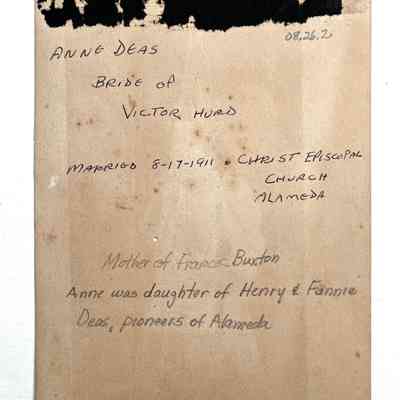 08.26.2
ANNE DEAS
BRIDE OF
VICTOR HURD
MARRIED 8-17-1911 • CHRIST EPISCOPAL
CHURCH
ALAMEDA
Mother of Frances Buxton
Anne was daughter of Henry & Fannie
Deas, pioneers of Alameda